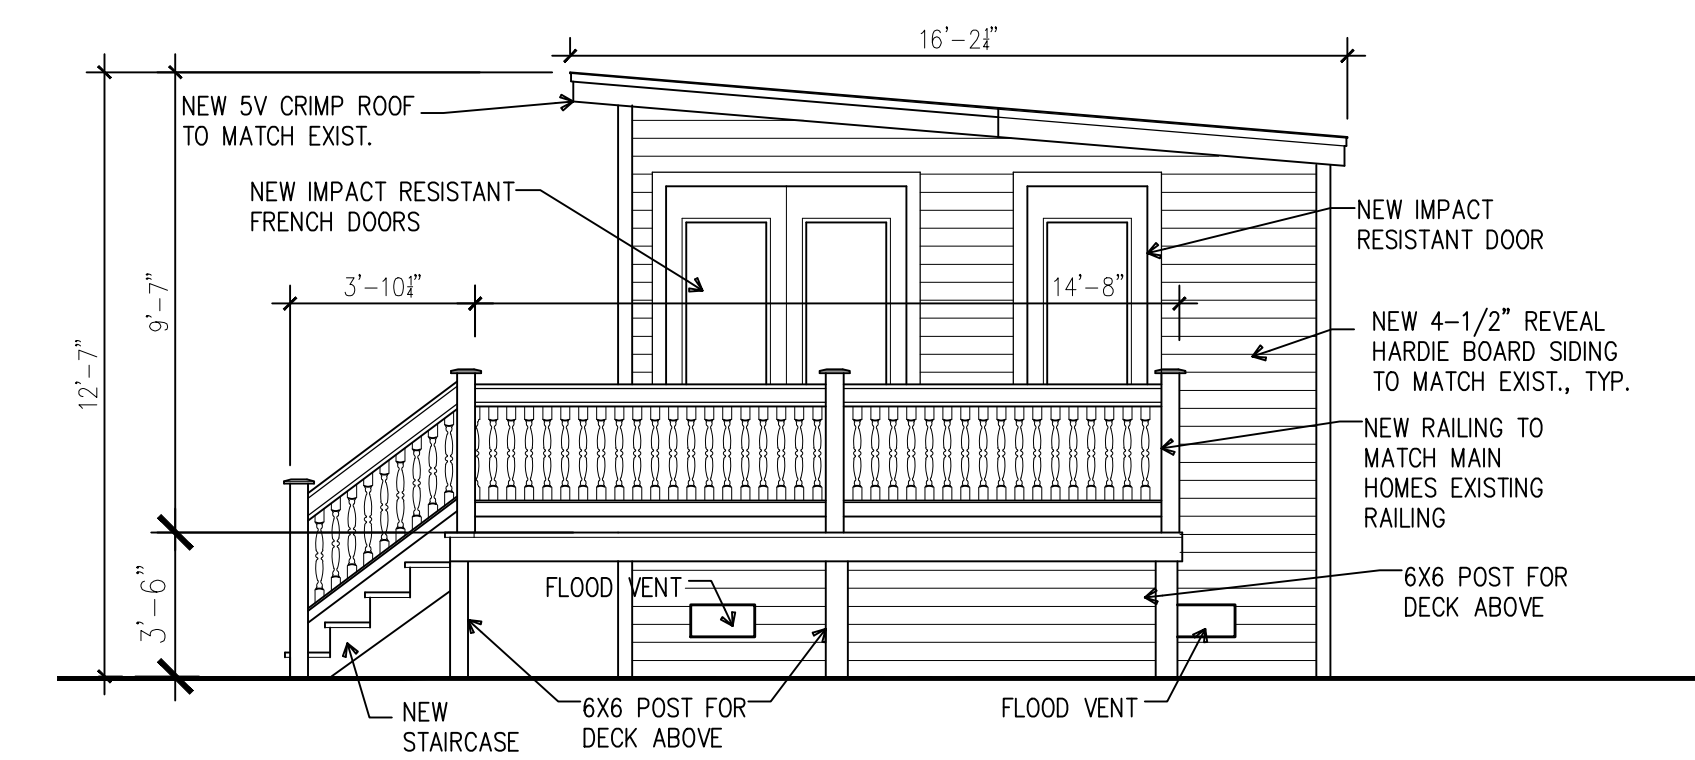 16'-2¼"
NEW 5V CRIMP ROOF
TO MATCH EXIST.
NEW IMPACT RESISTANT
FRENCH DOORS
NEW IMPACT
RESISTANT DOOR
3'-10¼"
14'-8"
9'-7"
12'-7"
NEW 4-1/2" REVEAL
HARDIE BOARD SIDING
TO MATCH EXIST., TYP.
NEW RAILING TO
MATCH MAIN
HOMES EXISTING
RAILING
3'-6"
FLOOD VENT
6X6 POST FOR
DECK ABOVE
NEW
STAIRCASE
6X6 POST FOR
DECK ABOVE
FLOOD VENT